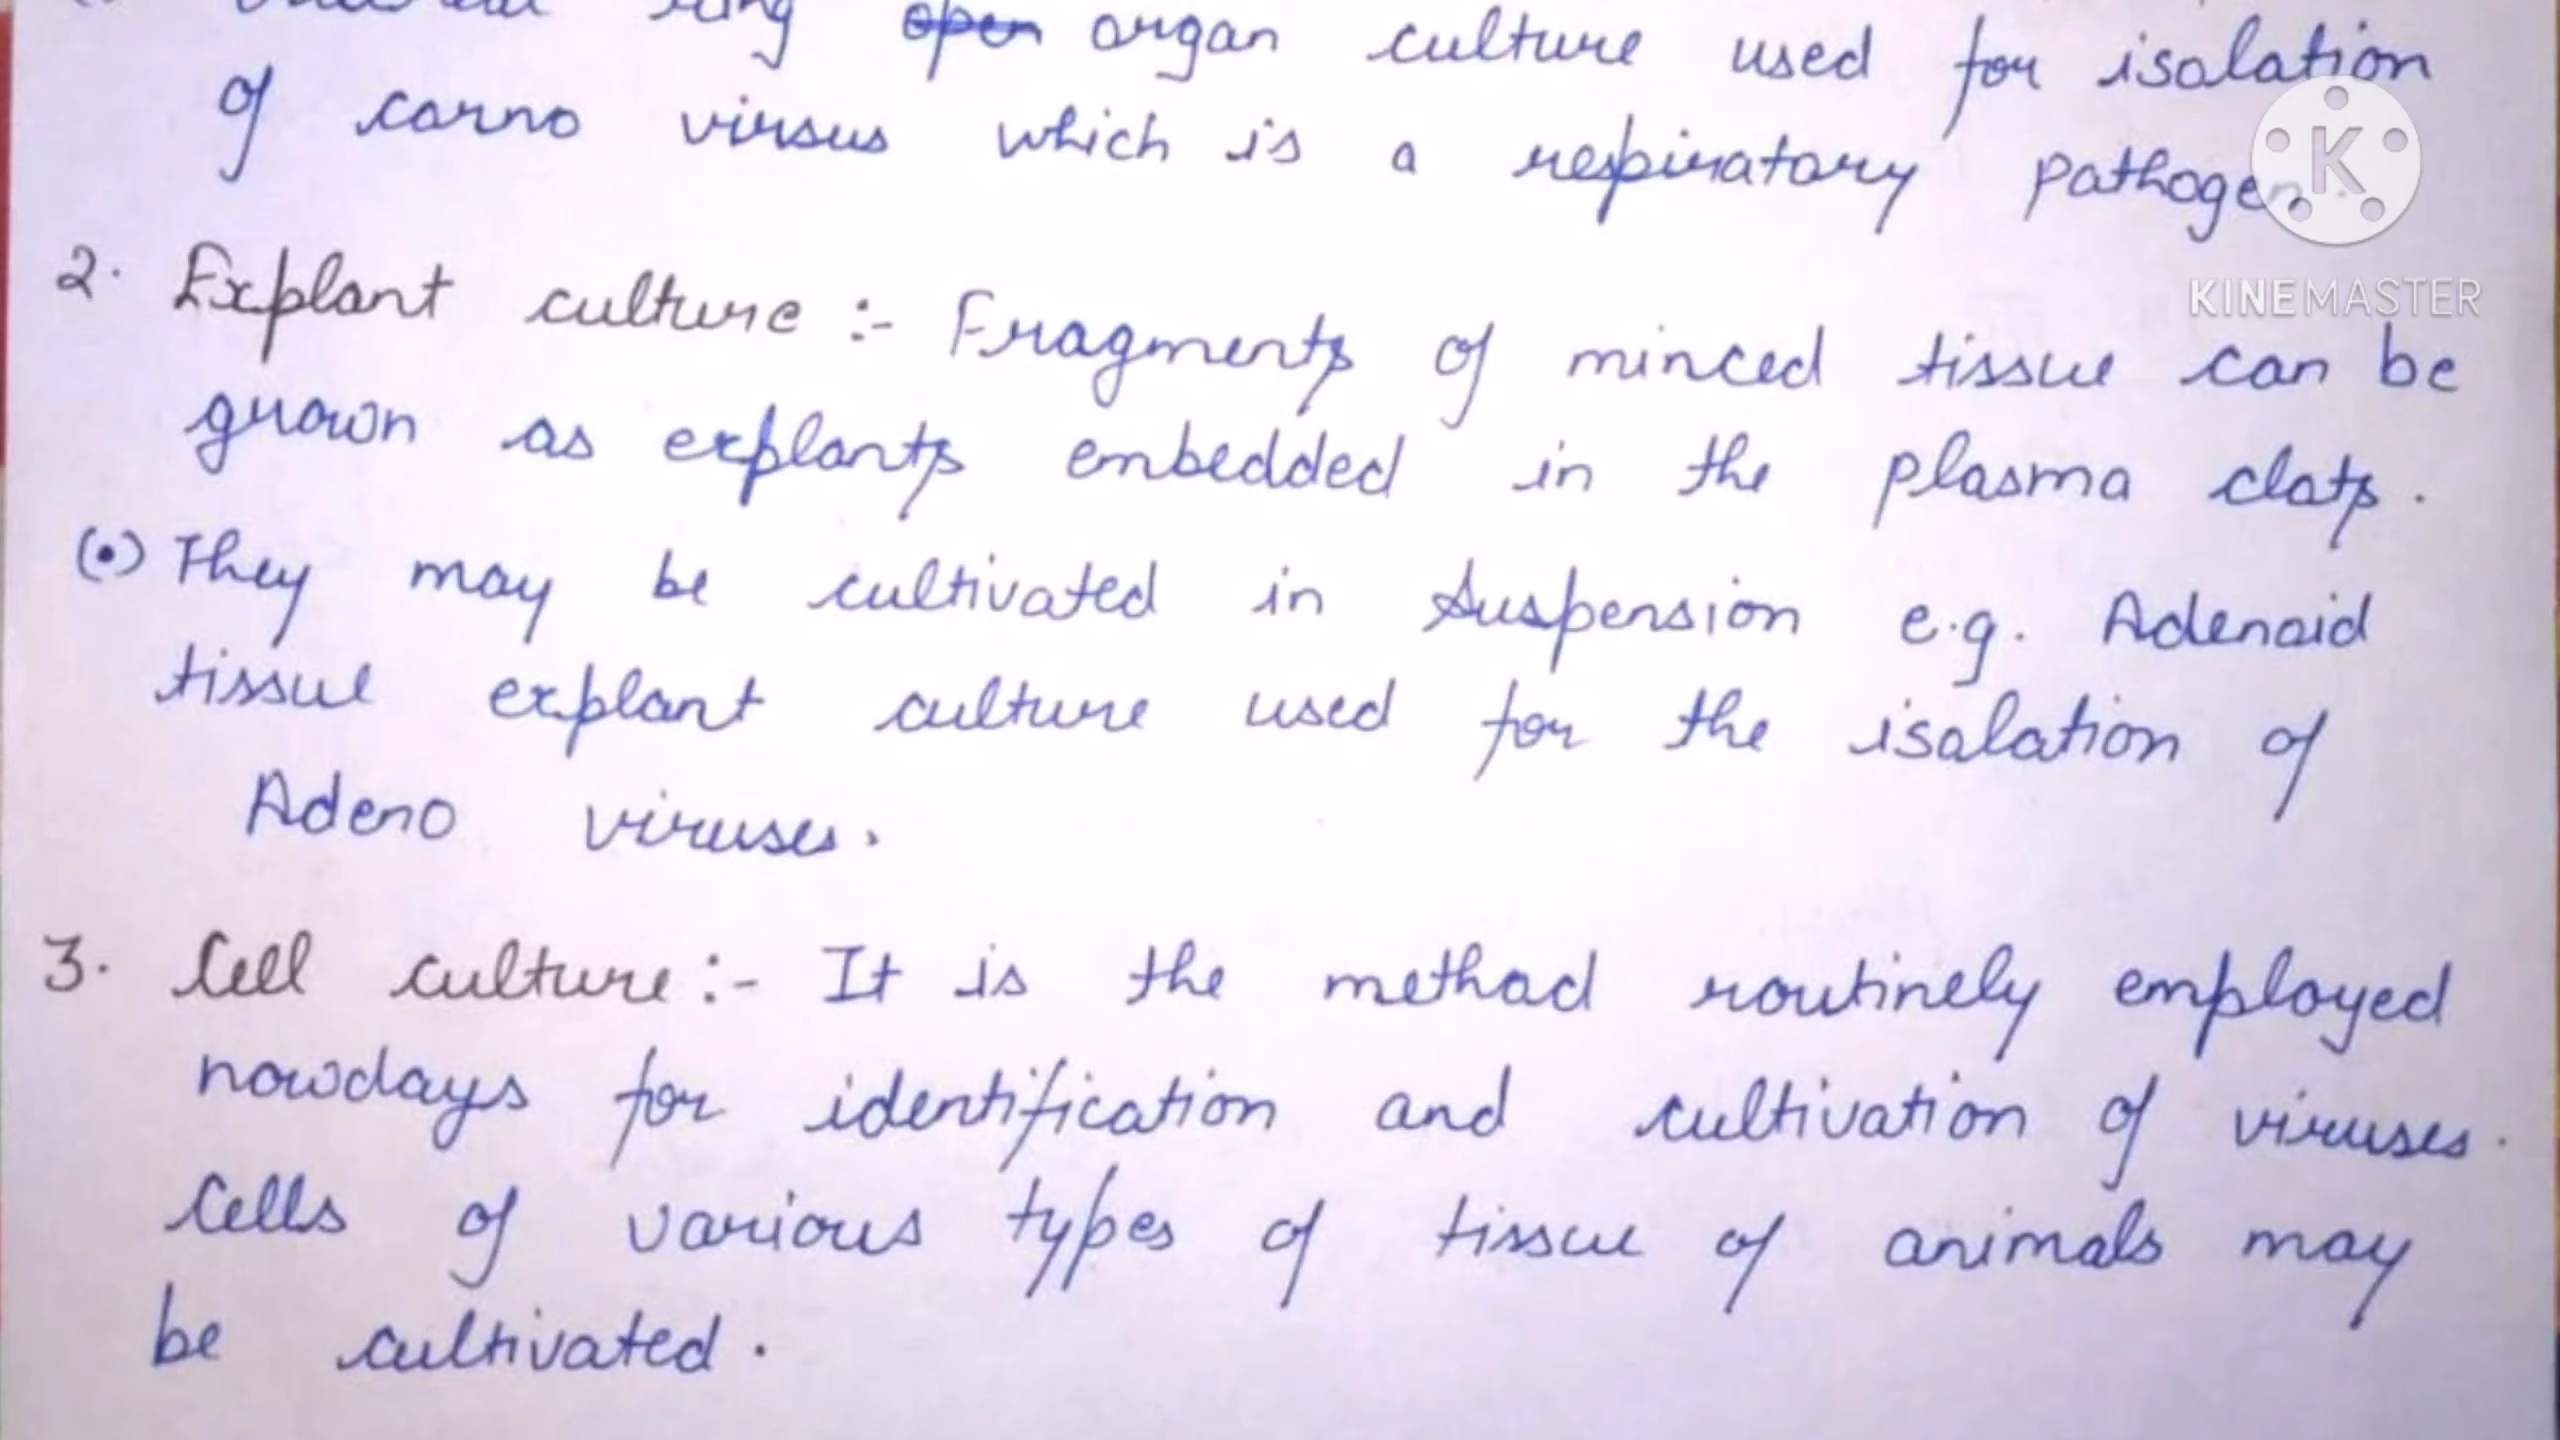 ring open organ culture used for isolation
of corno virsus which is a respiratory pathogen.
KINEMASTER
2. Explant culture :- Fragments of minced tissue can be
grown as explants embedded in the plasma clots.
(•) They may be cultivated in suspension e.g. Adenoid
tissue explant culture used for the isolation of
Adeno viruses.
3. Cell culture:- It is the method routinely employed
nowdays for identification and cultivation of viruses.
Cells of various types of tissue of animals may
be cultivated.